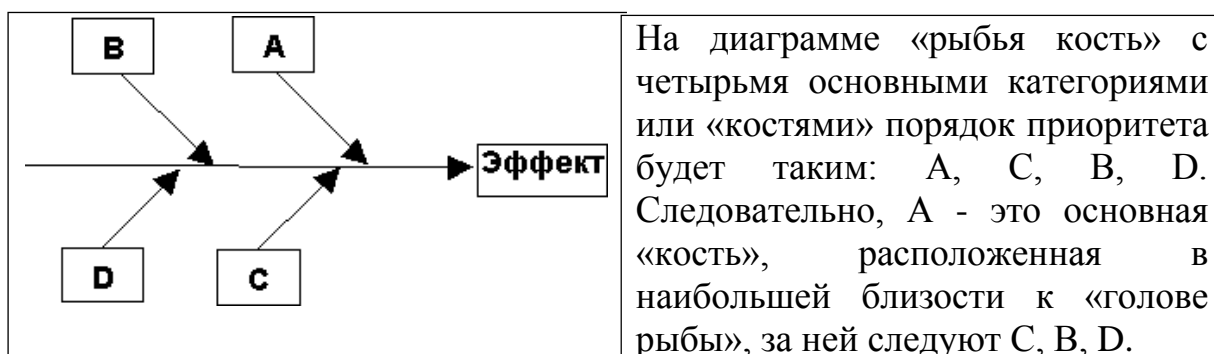 B
A
Эффект
D
C
На диаграмме «рыбья кость» с
четырьмя основными категориями
или «костями» порядок приоритета
будет таким: A, C, B, D.
Следовательно, A - это основная
«кость», расположенная в
наибольшей близости к «голове
рыбы», за ней следуют C, B, D.